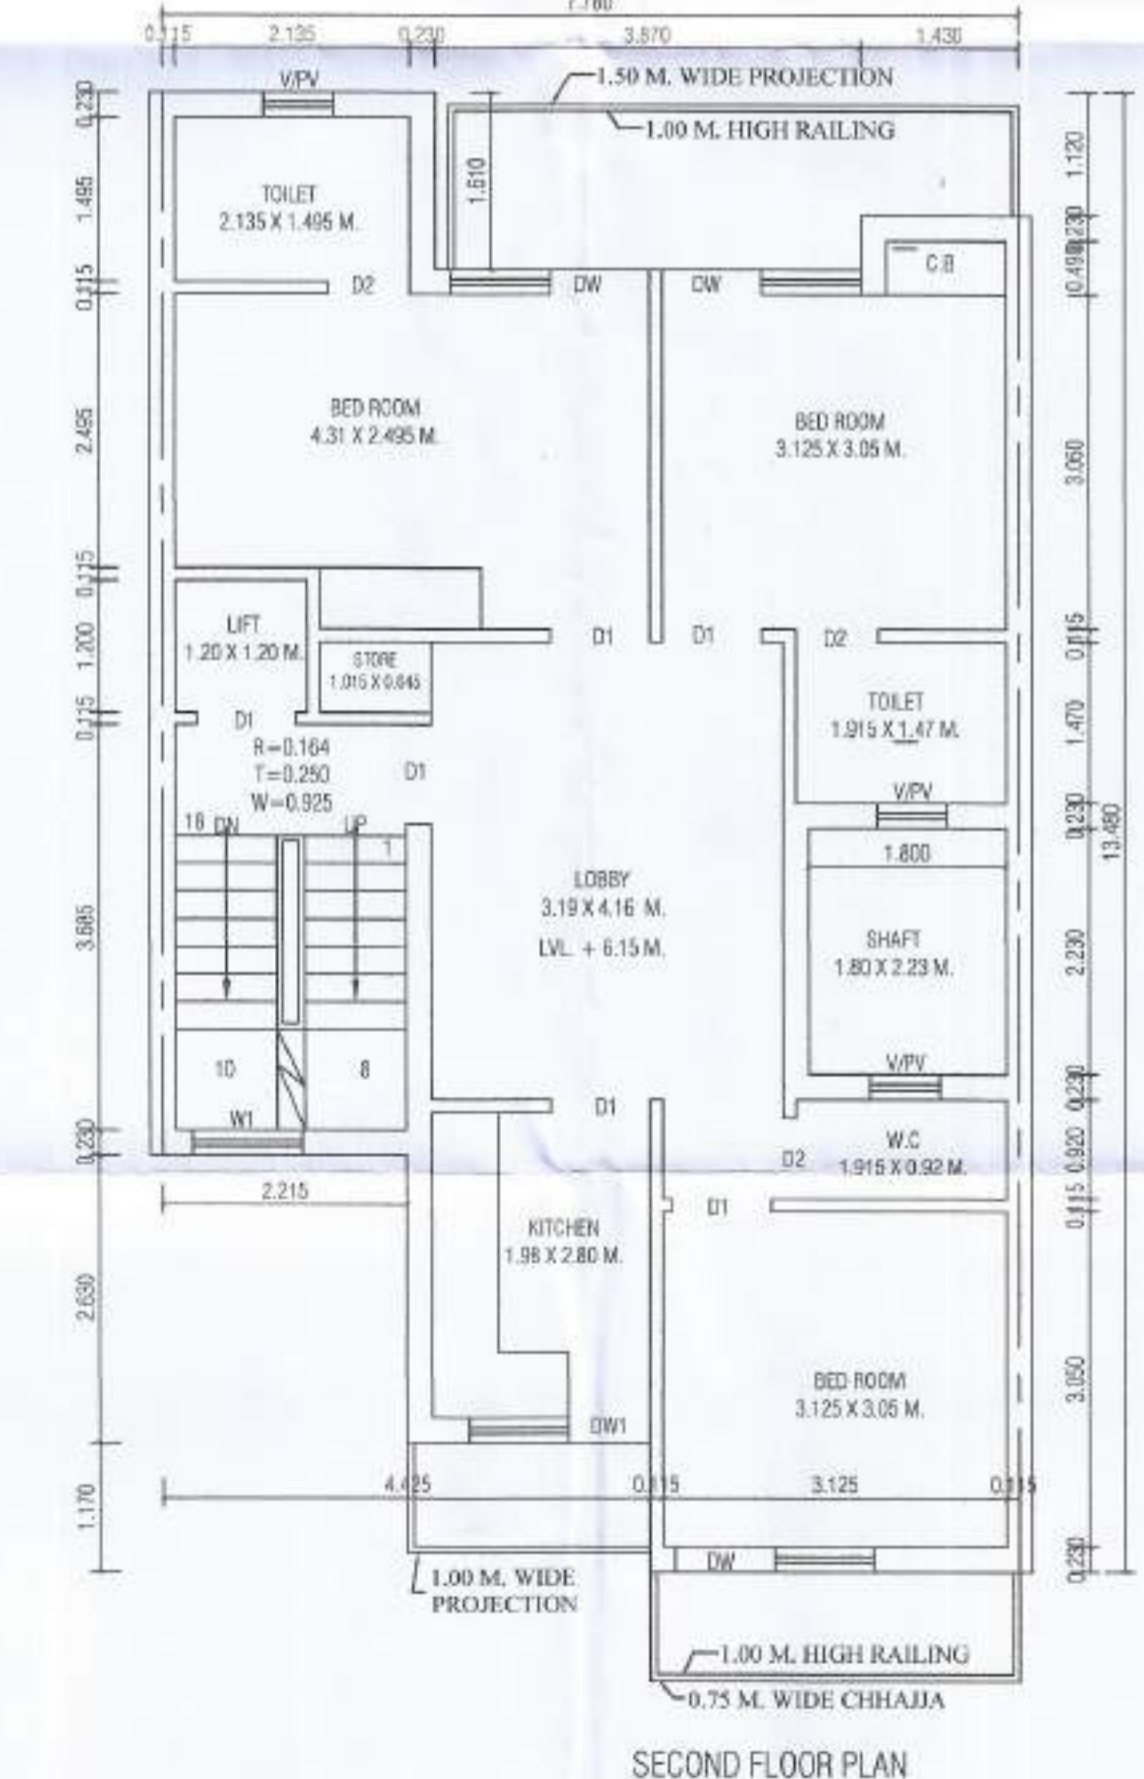 7.780
0.115
2.135
0.230
3.870
1.430
V/PV
1.50 M. WIDE PROJECTION
1.00 M. HIGH RAILING
0.230
1.495
0.115
2.495
0.115
1.200
0.115
3.685
0.230
2.630
1.170
1.610
TOILET
2.135 X 1.495 M.
D2
DW
DW
C.B
1.120
0.230
0.490
3.050
0.115
1.470
0.230
13.480
2.230
0.230
0.920
0.115
3.050
0.230
BED ROOM
4.31 X 2.495 M.
BED ROOM
3.125 X 3.05 M.
LIFT
1.20 X 1.20 M.
STORE
1.015 X 0.645
D1
D1
D2
D1
TOILET
1.915 X 1.47 M.
R=0.164
T=0.250
W=0.925
D1
V/PV
18
DN
UP
1
1.800
LOBBY
3.19 X 4.16 M.
LVL. + 6.15 M.
SHAFT
1.80 X 2.23 M.
V/PV
10
8
W1
D1
W.C
1.915 X 0.92 M.
D2
2.215
D1
KITCHEN
1.98 X 2.80 M.
BED ROOM
3.125 X 3.05 M.
DW1
4.425
0.115
3.125
0.115
DW
1.00 M. WIDE
PROJECTION
1.00 M. HIGH RAILING
0.75 M. WIDE CHHAJJA
SECOND FLOOR PLAN